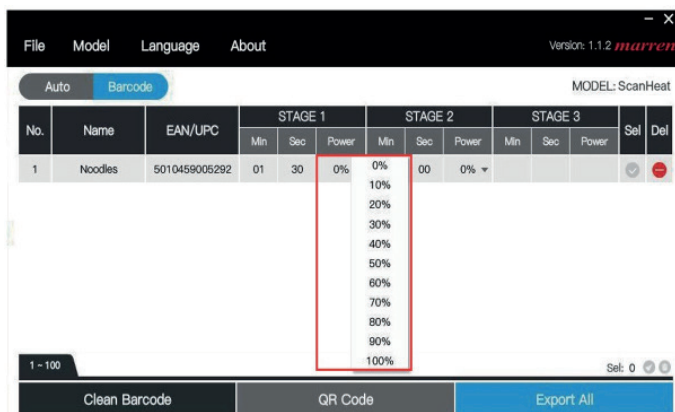 File Model Language About Version: 1.1.2 marren
Auto Barcode MODEL: ScanHeat
No. Name EAN/UPC STAGE 1 STAGE 2 STAGE 3 Sel Del
Min Sec Power Min Sec Power Min Sec Power
1 Noodles 5010459005292 01 30 0% 0% 00 0%
10%
20%
30%
40%
50%
60%
70%
80%
90%
100%
1 ~ 100 Sel: 0
Clean Barcode QR Code Export All